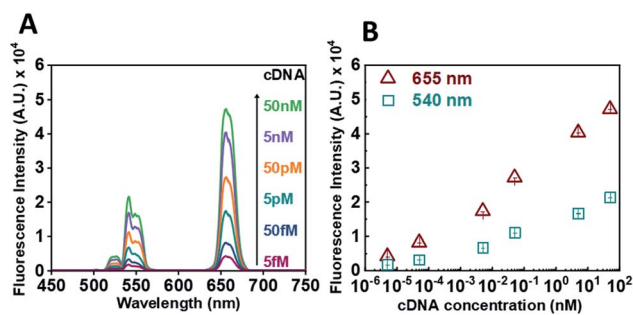 A
Fluorescence Intensity (A.U.) x 10⁴
6
5
4
3
2
1
0
cDNA
50nM
5nM
50pM
5pM
50fM
5fM
450 500 550 600 650 700 750
Wavelength (nm)
B
Fluorescence Intensity (A.U.) x 10⁴
6
5
4
3
2
1
0
655 nm
540 nm
10⁻⁶ 10⁻⁵ 10⁻⁴ 10⁻³ 10⁻² 10⁻¹ 10⁰ 10¹ 10²
cDNA concentration (nM)